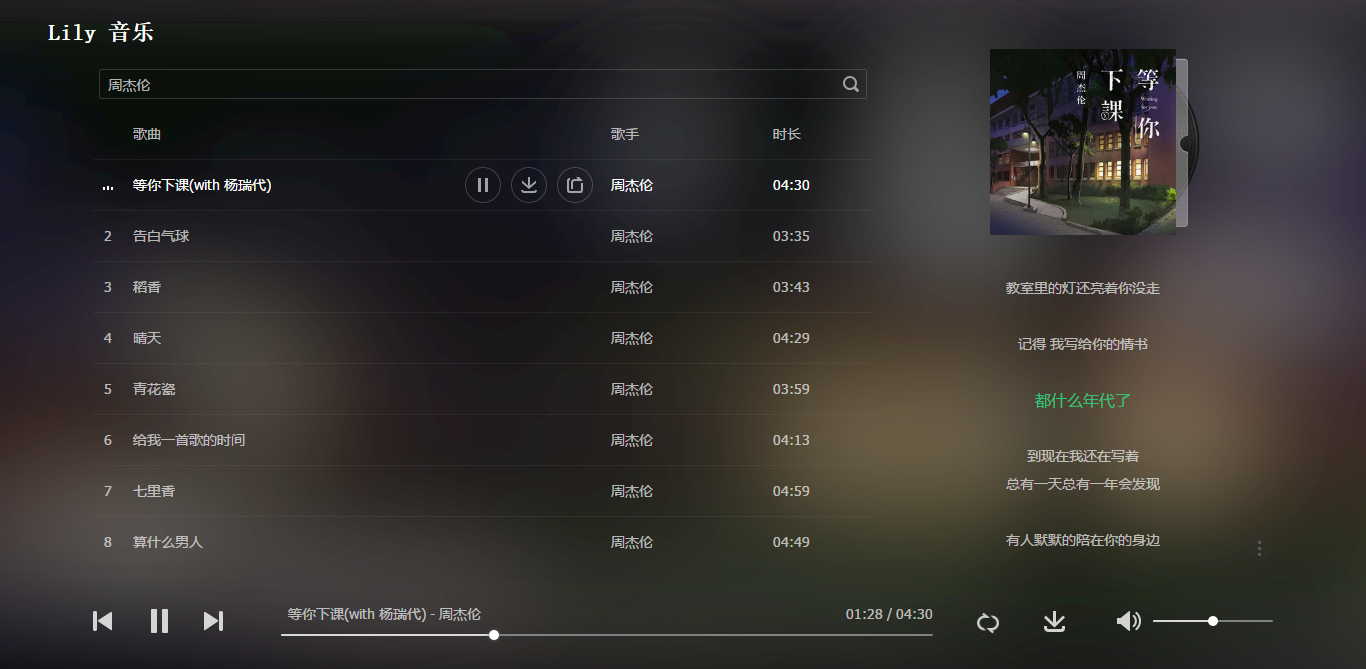 Lily 音乐
周杰伦
歌曲 歌手 时长
等你下课(with 杨瑞代) 周杰伦 04:30
2 告白气球 周杰伦 03:35
3 稻香 周杰伦 03:43
4 晴天 周杰伦 04:29
5 青花瓷 周杰伦 03:59
6 给我一首歌的时间 周杰伦 04:13
7 七里香 周杰伦 04:59
8 算什么男人 周杰伦 04:49
等你
下課
周杰伦
Waiting
for you
教室里的灯还亮着你没走
记得 我写给你的情书
都什么年代了
到现在我还在写着
总有一天总有一年会发现
有人默默的陪在你的身边
等你下课(with 杨瑞代) - 周杰伦
01:28 / 04:30